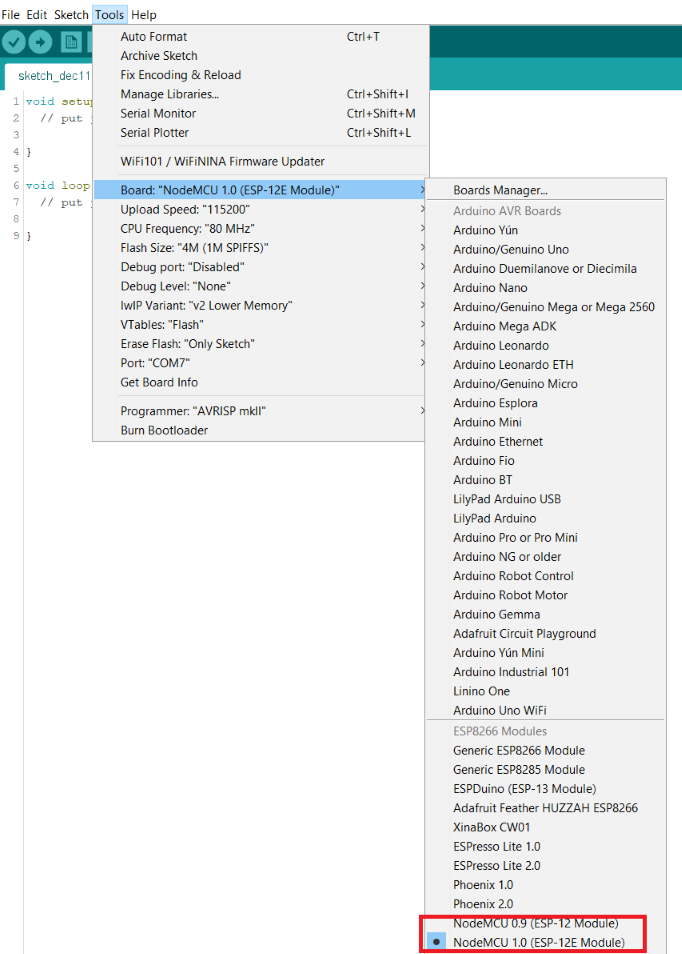 File Edit Sketch Tools Help
sketch_dec11
Auto Format Ctrl+T
Archive Sketch
Fix Encoding & Reload
Manage Libraries... Ctrl+Shift+I
Serial Monitor Ctrl+Shift+M
Serial Plotter Ctrl+Shift+L
WiFi101 / WiFiNINA Firmware Updater
Board: "NodeMCU 1.0 (ESP-12E Module)"
Upload Speed: "115200"
CPU Frequency: "80 MHz"
Flash Size: "4M (1M SPIFFS)"
Debug port: "Disabled"
Debug Level: "None"
lwIP Variant: "v2 Lower Memory"
VTables: "Flash"
Erase Flash: "Only Sketch"
Port: "COM7"
Get Board Info
Programmer: "AVRISP mkII"
Burn Bootloader
1 void setup
2 // put
3
4 }
5
6 void loop
7 // put
8
9 }
Boards Manager...
Arduino AVR Boards
Arduino Yún
Arduino/Genuino Uno
Arduino Duemilanove or Diecimila
Arduino Nano
Arduino/Genuino Mega or Mega 2560
Arduino Mega ADK
Arduino Leonardo
Arduino Leonardo ETH
Arduino/Genuino Micro
Arduino Esplora
Arduino Mini
Arduino Ethernet
Arduino Fio
Arduino BT
LilyPad Arduino USB
LilyPad Arduino
Arduino Pro or Pro Mini
Arduino NG or older
Arduino Robot Control
Arduino Robot Motor
Arduino Gemma
Adafruit Circuit Playground
Arduino Yún Mini
Arduino Industrial 101
Linino One
Arduino Uno WiFi
ESP8266 Modules
Generic ESP8266 Module
Generic ESP8285 Module
ESPDuino (ESP-13 Module)
Adafruit Feather HUZZAH ESP8266
XinaBox CW01
ESPresso Lite 1.0
ESPresso Lite 2.0
Phoenix 1.0
Phoenix 2.0
NodeMCU 0.9 (ESP-12 Module)
NodeMCU 1.0 (ESP-12E Module)